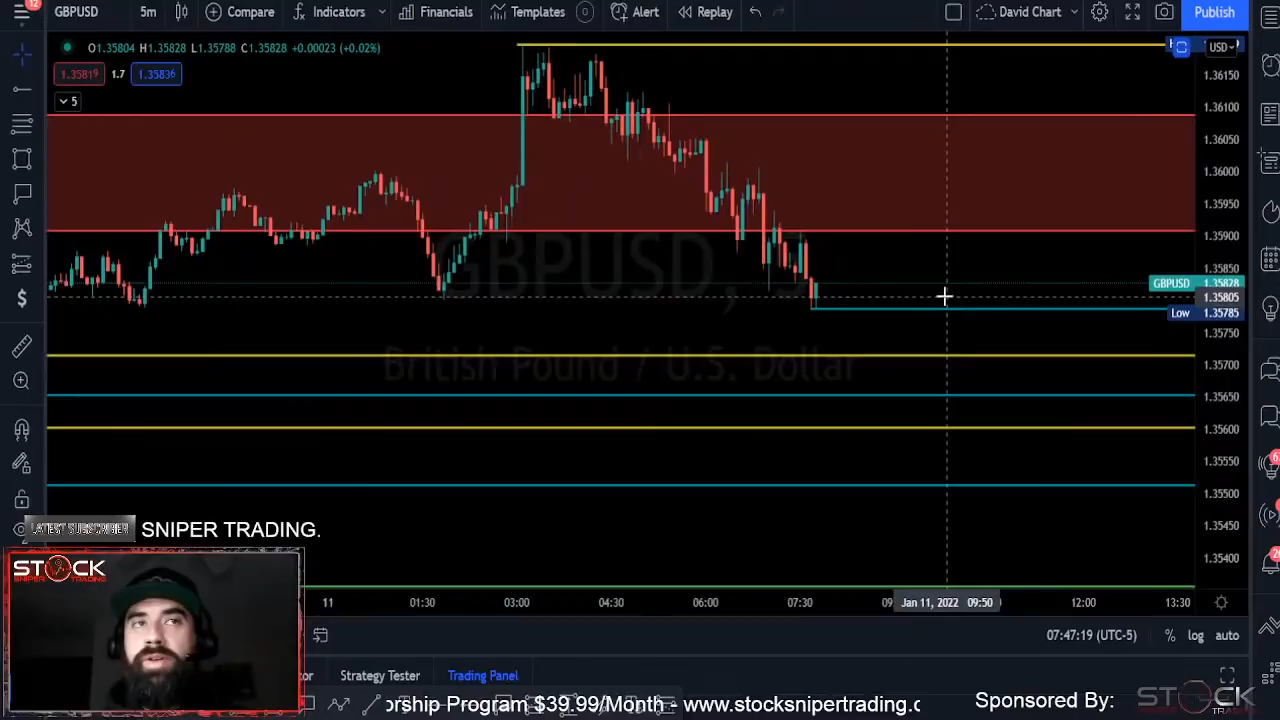 12
GBPUSD 5m Compare Indicators Financials Templates Alert Replay David Chart Publish
O1.35804 H1.35828 L1.35788 C1.35828 +0.00023 (+0.02%)
USD
1.35819 1.7 1.35836
5
1.36150
1.36100
1.36050
1.36000
1.35950
1.35900
1.35850
GBPUSD 1.35828
1.35805
Low 1.35785
1.35750
1.35700
1.35650
1.35600
1.35550
1.35500
1.35450
1.35400
GBPUSD, 5
British Pound / U.S. Dollar
LATEST SUBSCRIBER SNIPER TRADING.
STOCK
SNIPER TRADING
11 01:30 03:00 04:30 06:00 07:30 Jan 11, 2022 09:50 12:00 13:30
07:47:19 (UTC-5) % log auto
Strategy Tester Trading Panel
orship Program $39.99/Month - www.stocksnipertrading.c
Sponsored By:
STOCK
TRADING